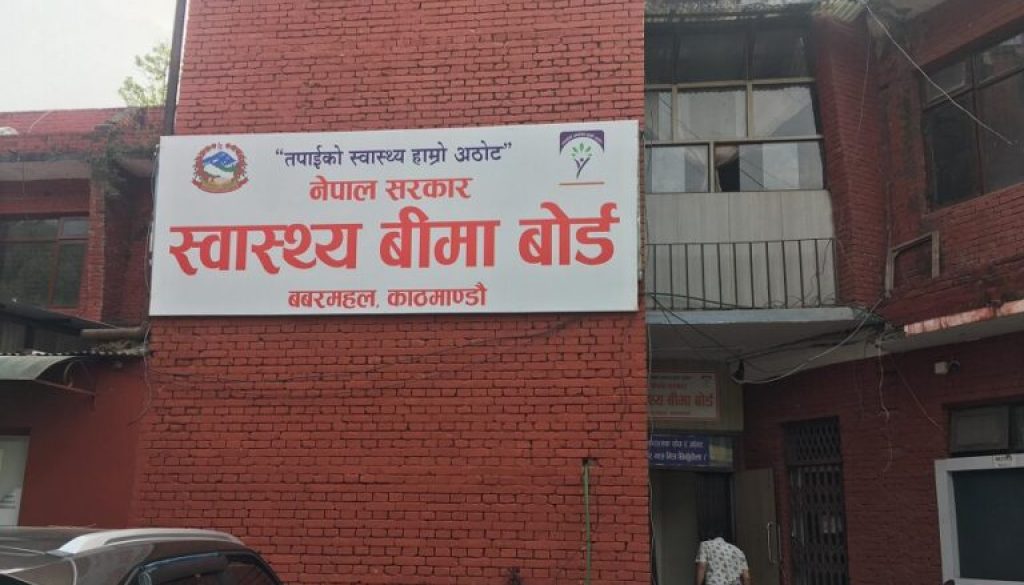 “तपाईको स्वास्थ्य हाम्रो अठोट”
नेपाल सरकार
स्वास्थ्य बीमा बोर्ड
बबरमहल, काठमाण्डौ
स्वास्थ्य बीमा बोर्ड